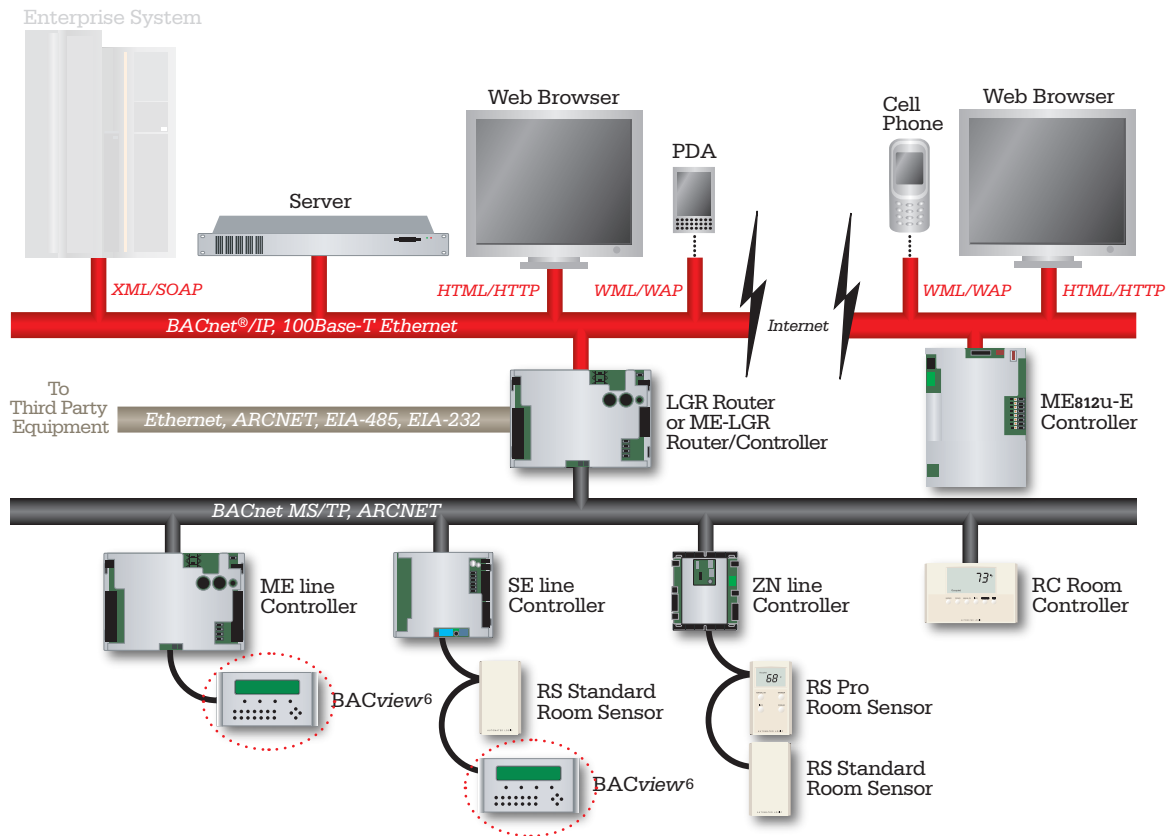 Enterprise System
Web Browser
Cell
Phone
Web Browser
PDA
Server
XML/SOAP
HTML/HTTP
WML/WAP
WML/WAP
HTML/HTTP
BACnet®/IP, 100Base-T Ethernet
Internet
To
Third Party
Equipment
Ethernet, ARCNET, EIA-485, EIA-232
LGR Router
or ME-LGR
Router/Controller
ME812u-E
Controller
BACnet MS/TP, ARCNET
ME line
Controller
SE line
Controller
ZN line
Controller
73°
RC Room
Controller
BACview6
RS Standard
Room Sensor
68°
RS Pro
Room Sensor
BACview6
RS Standard
Room Sensor